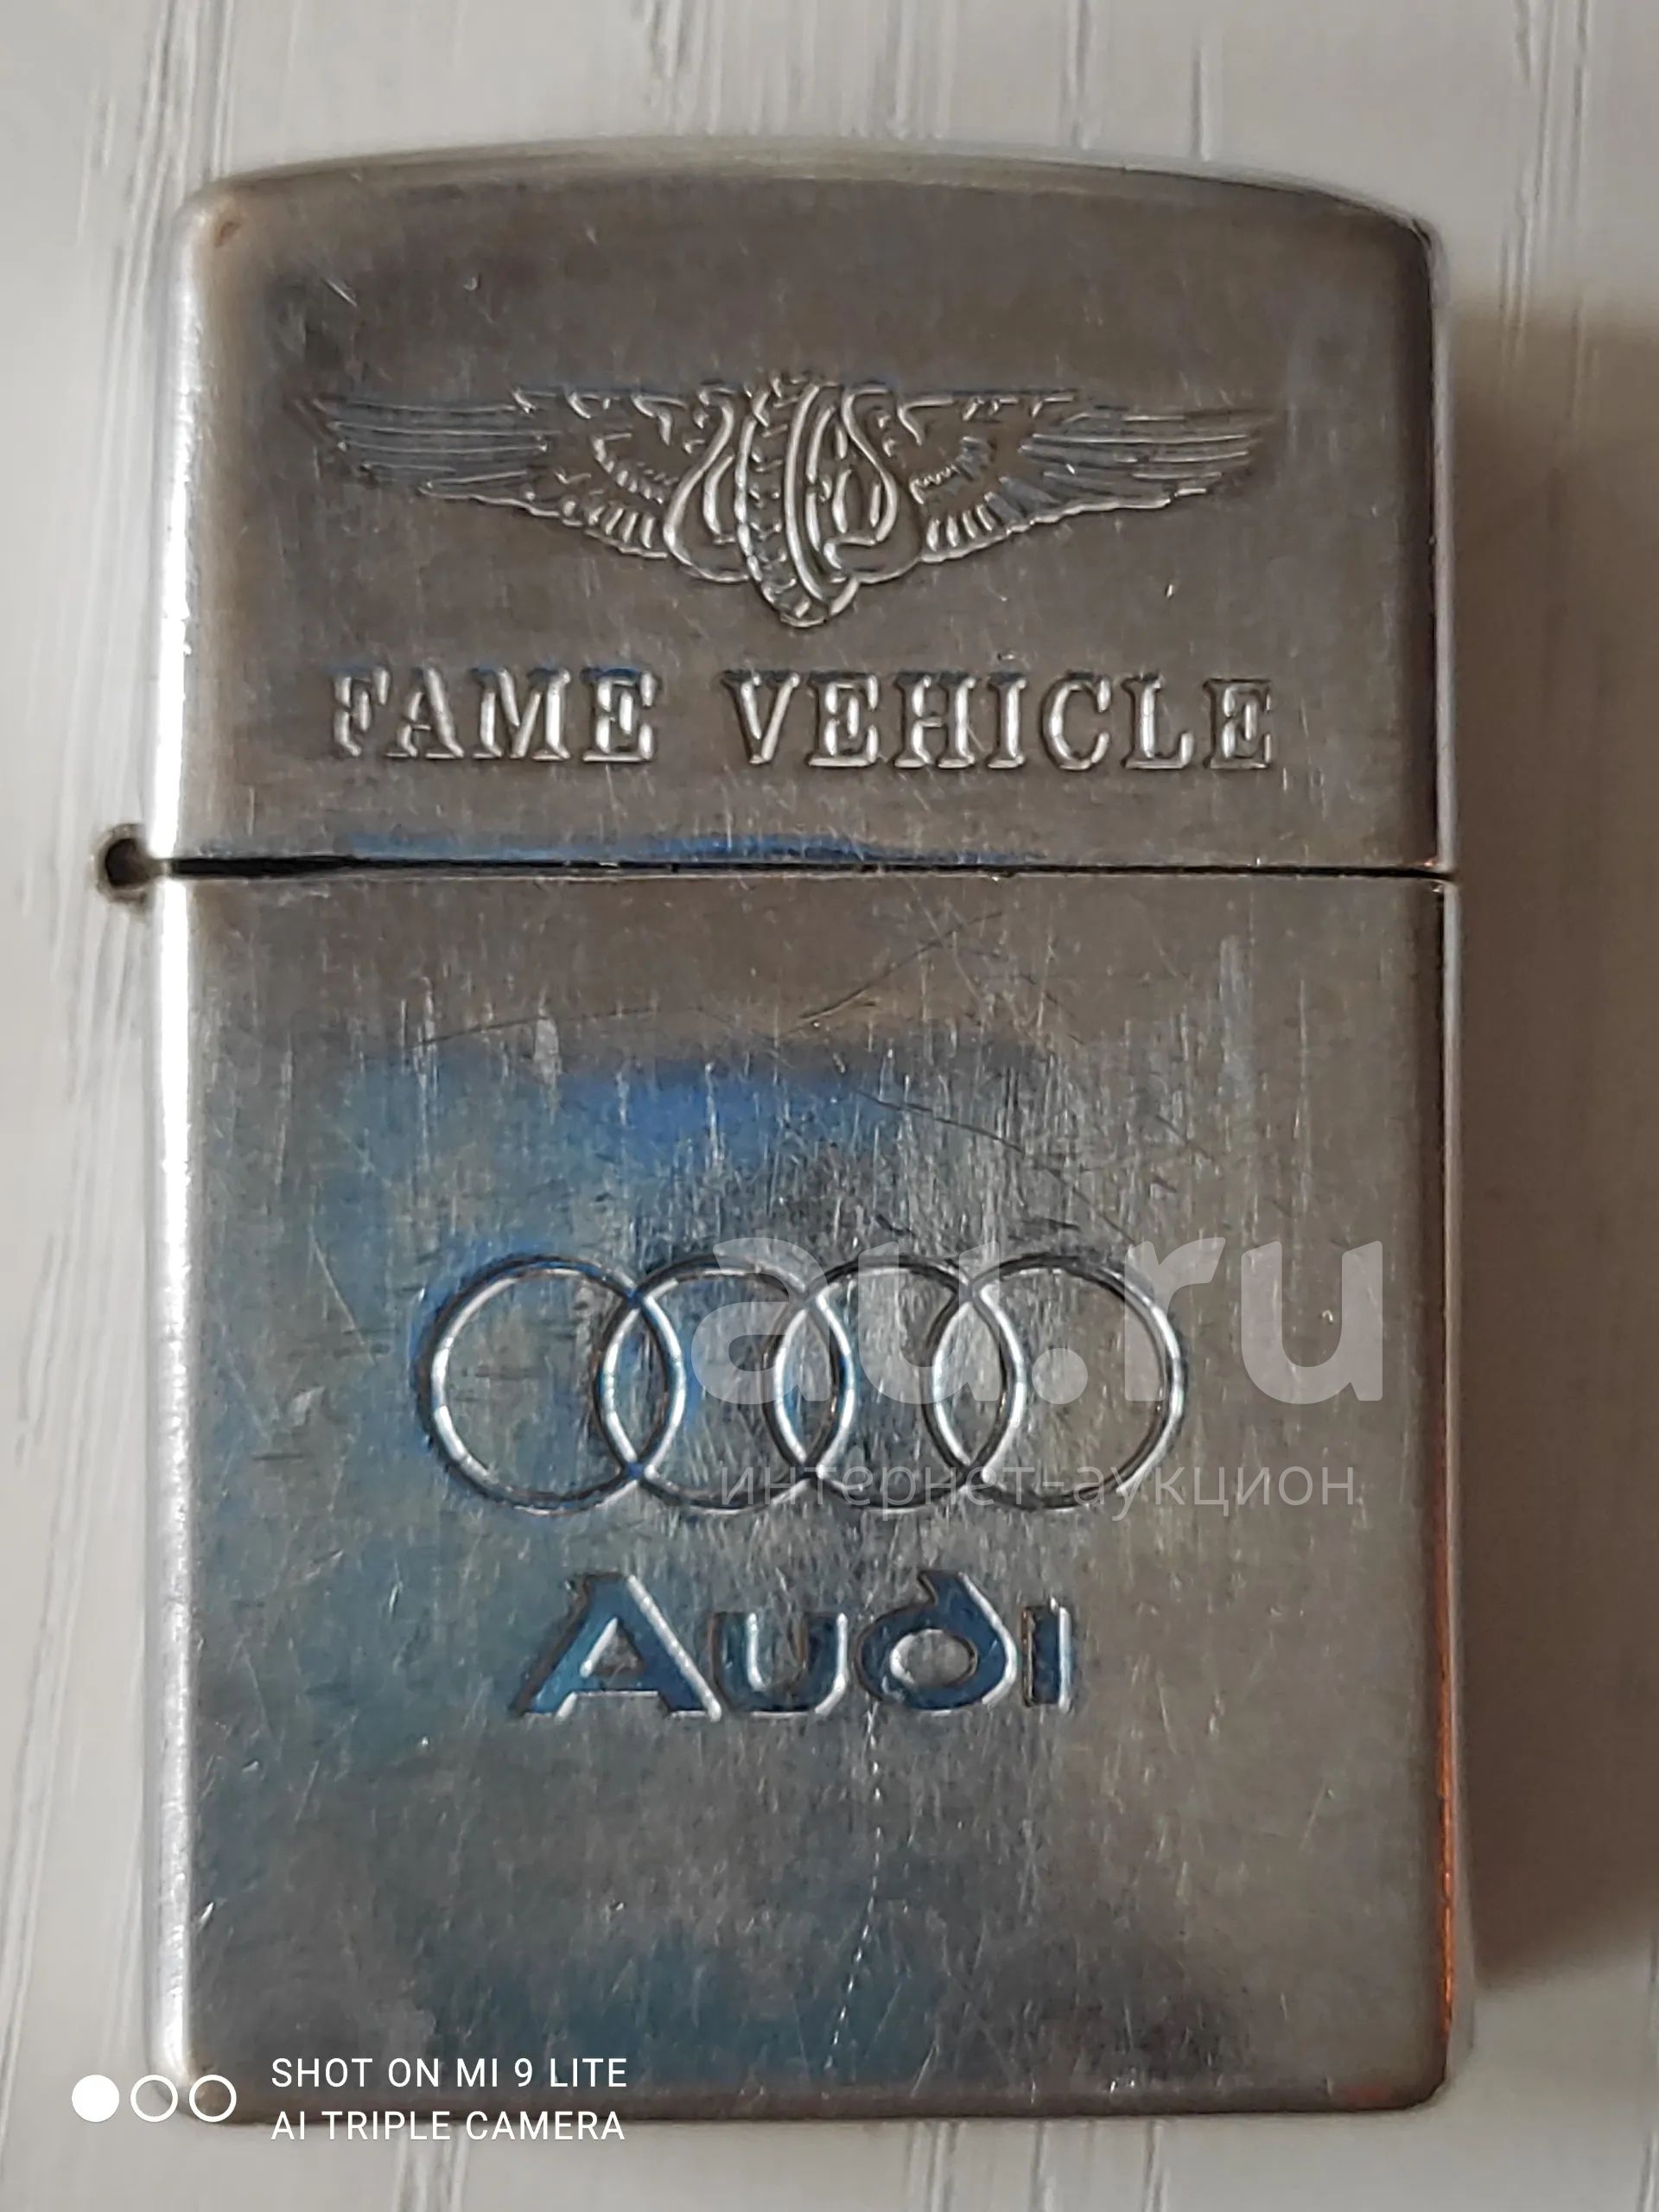 FAME VEHICLE
au.ru
интернет-аукцион
Audi
SHOT ON MI 9 LITE
AI TRIPLE CAMERA